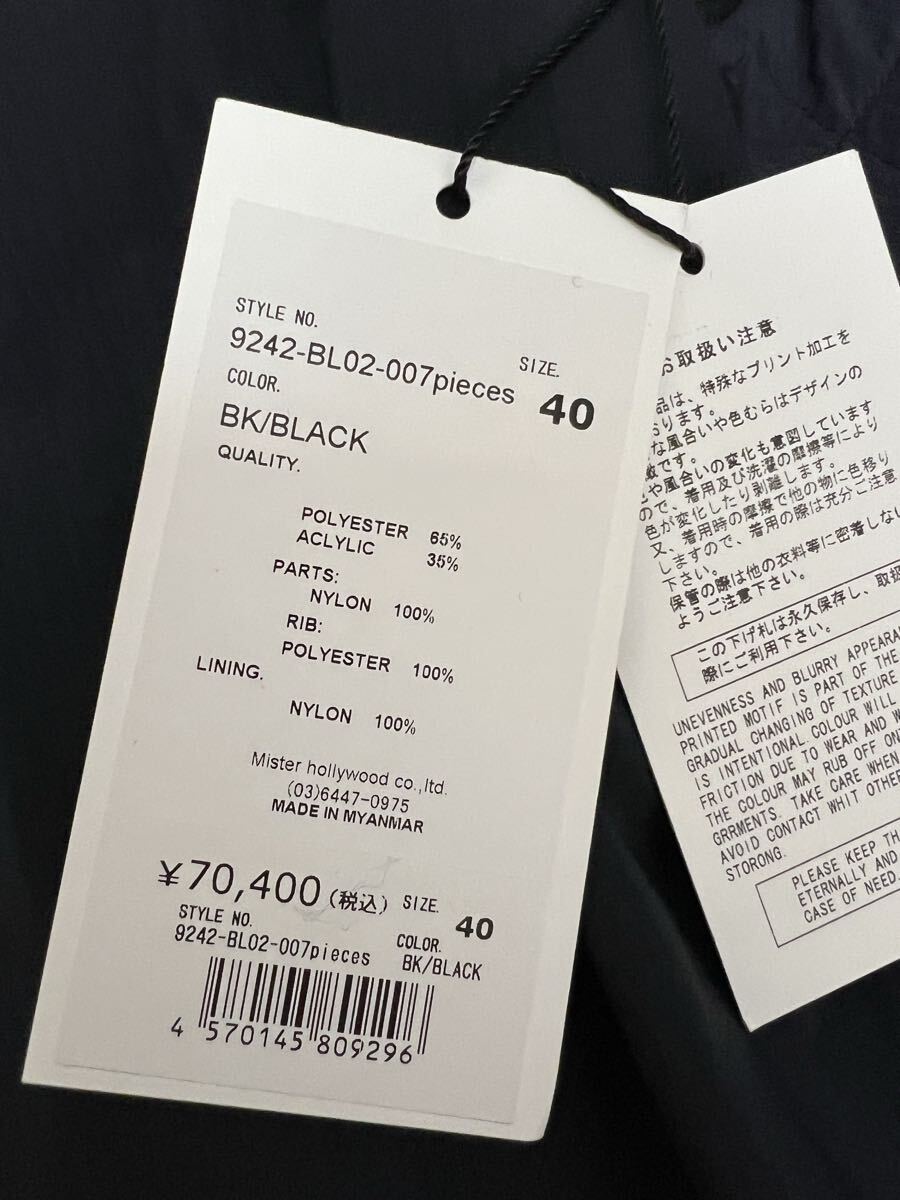 STYLE NO.
9242-BL02-007pieces
SIZE.
40
COLOR.
BK/BLACK
QUALITY.
POLYESTER 65%
ACLYLIC 35%
PARTS:
NYLON 100%
RIB:
POLYESTER 100%
LINING.
NYLON 100%
Mister hollywood co.,ltd.
(03)6447-0975
MADE IN MYANMAR
¥70,400(税込)
SIZE.
40
STYLE NO.
9242-BL02-007pieces
COLOR.
BK/BLACK
4 570145 809296
お取扱い注意
品は、特殊なプリント加工を
おります。
な風合いや色むらはデザインの
徴です。
や風合いの変化も意図しています
ので、着用及び洗濯の摩擦等により
色が変化したり剥離します。
又、着用時の摩擦で他の物に色移り
しますので、着用の際は充分ご注意
下さい。
保管の際は他の衣料等に密着しない
ようご注意下さい。
この下げ札は永久保存し、取扱
際にご利用下さい。
UNEVENNESS AND BLURRY APPEARA
PRINTED MOTIF IS PART OF THE
GRADUAL CHANGING OF TEXTURE
IS INTENTIONAL.COLOUR WILL
FRICTION DUE TO WEAR AND W
THE COLOUR MAY RUB OFF ON
GRRMENTS. TAKE CARE WHEN
AVOID CONTACT WHIT OTHE
STORONG.
PLEASE KEEP TH
ETERNALLY AND
CASE OF NEED.